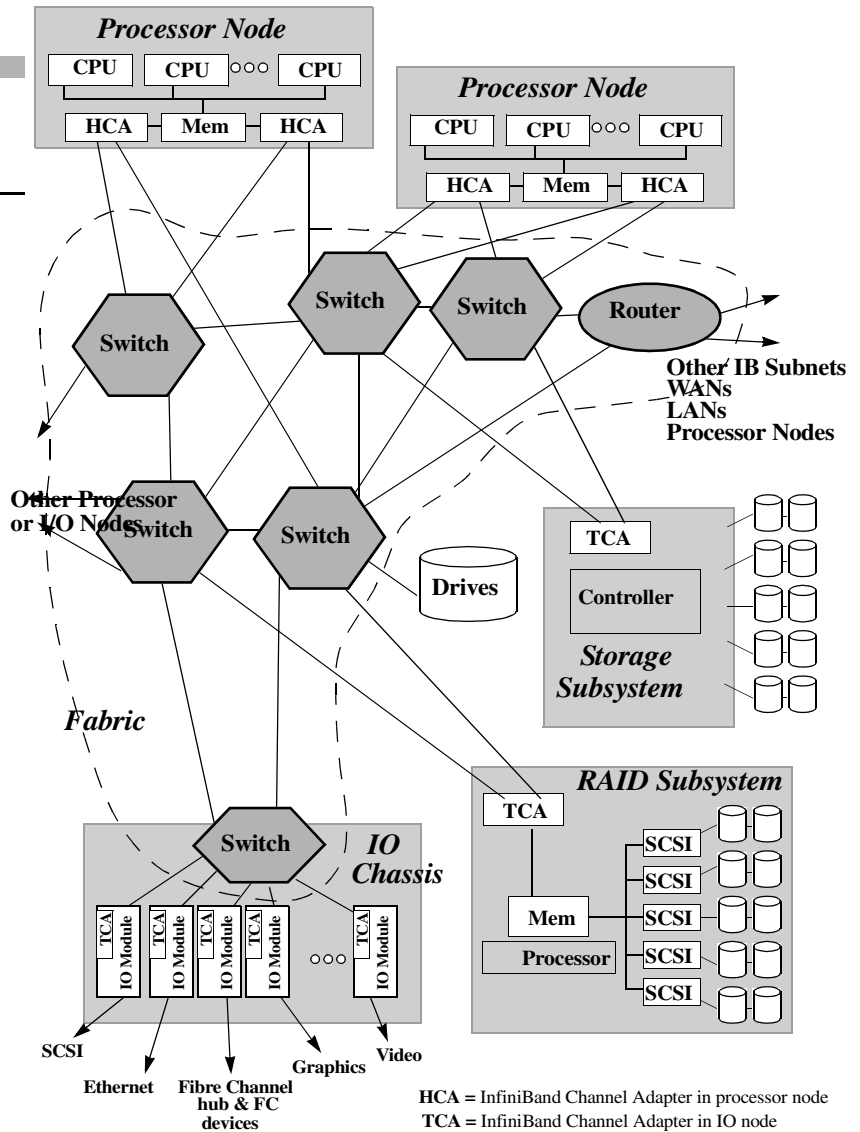 Processor Node
CPU
CPU
CPU
HCA
Mem
HCA
Processor Node
CPU
CPU
CPU
HCA
Mem
HCA
Switch
Switch
Switch
Router
Other IB Subnets
WANs
LANs
Processor Nodes
Other Processor
or I/O Nodes
Switch
Switch
Drives
TCA
Controller
Storage
Subsystem
Fabric
RAID Subsystem
TCA
Mem
Processor
SCSI
SCSI
SCSI
SCSI
SCSI
Switch
IO
Chassis
TCA
IO Module
TCA
IO Module
TCA
IO Module
TCA
IO Module
TCA
IO Module
SCSI
Ethernet
Fibre Channel
hub & FC
devices
Graphics
Video
HCA = InfiniBand Channel Adapter in processor node
TCA = InfiniBand Channel Adapter in IO node